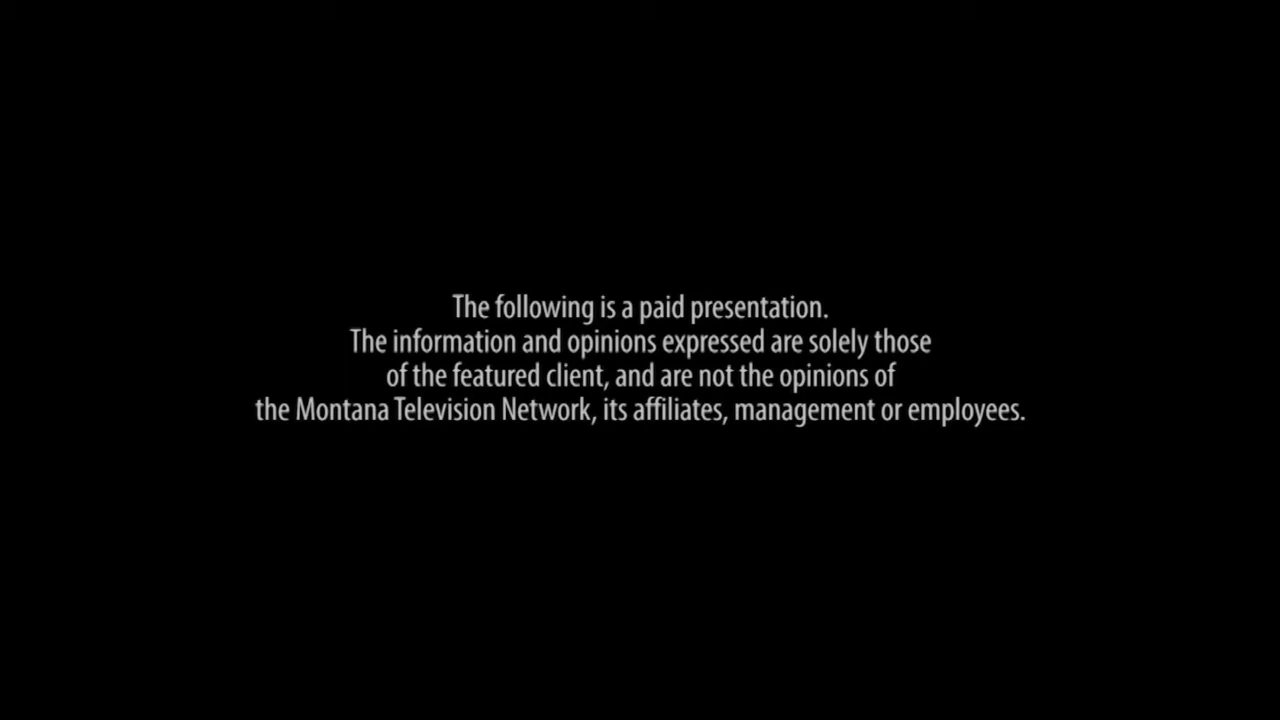 The following is a paid presentation.
The information and opinions expressed are solely those
of the featured client, and are not the opinions of
the Montana Television Network, its affiliates, management or employees.